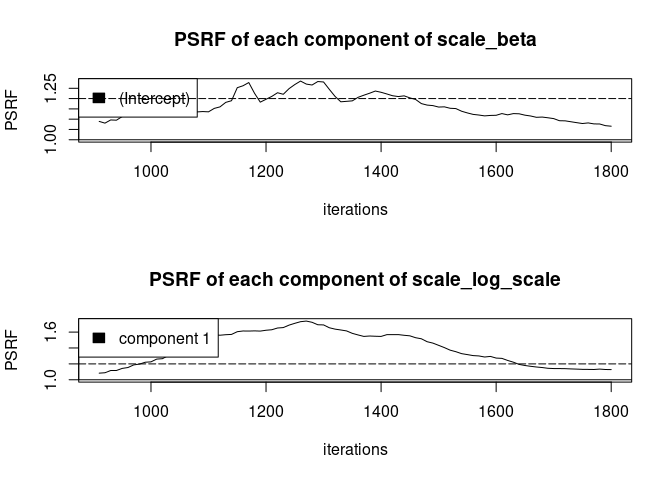 PSRF of each component of scale_beta
PSRF
1.25
1.00
(Intercept)
1000 1200 1400 1600 1800
iterations
PSRF of each component of scale_log_scale
PSRF
1.6
1.0
component 1
1000 1200 1400 1600 1800
iterations